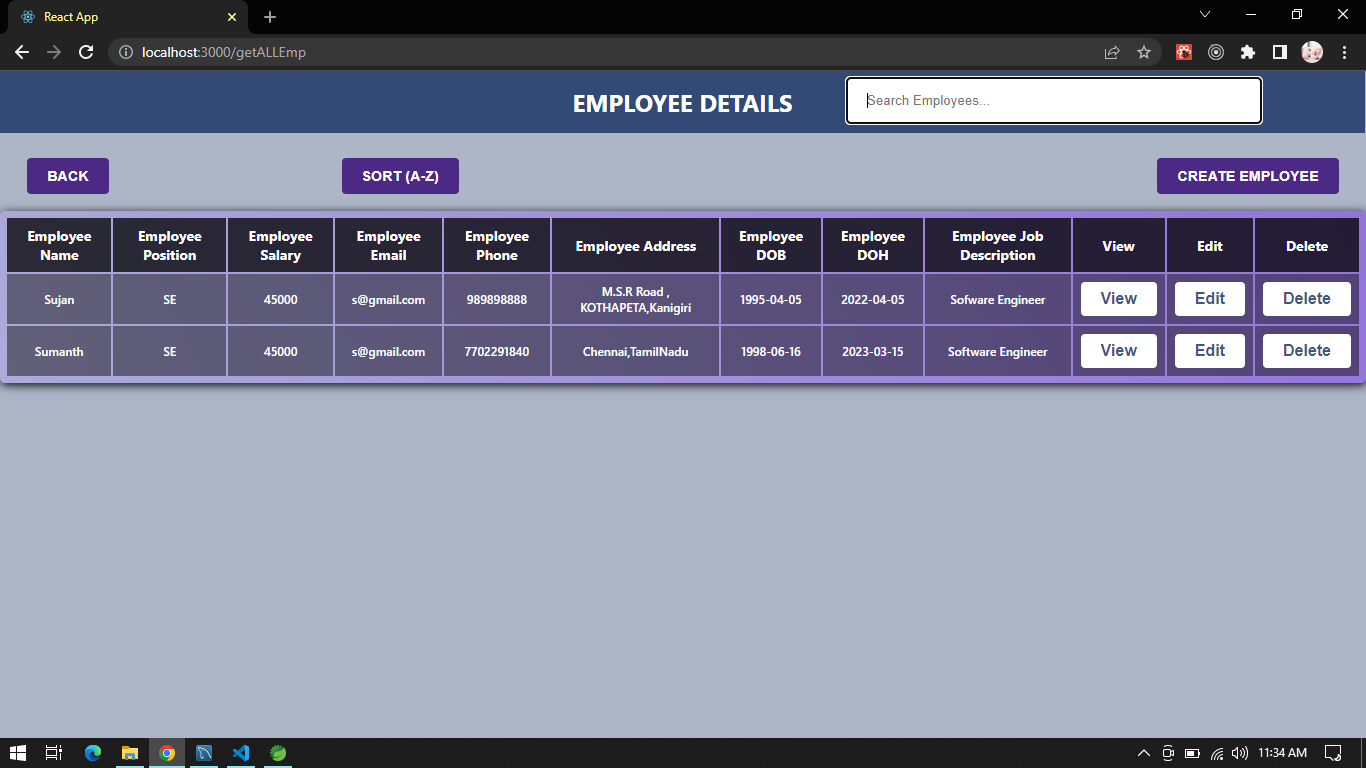 React App
localhost:3000/getALLEmp
EMPLOYEE DETAILS
Search Employees...
BACK
SORT (A-Z)
CREATE EMPLOYEE
Employee Name Employee Position Employee Salary Employee Email Employee Phone Employee Address Employee DOB Employee DOH Employee Job Description View Edit Delete
Sujan SE 45000 s@gmail.com 989898888 M.S.R Road , KOTHAPETA,Kanigiri 1995-04-05 2022-04-05 Sofware Engineer View Edit Delete
Sumanth SE 45000 s@gmail.com 7702291840 Chennai,TamilNadu 1998-06-16 2023-03-15 Software Engineer View Edit Delete
11:34 AM